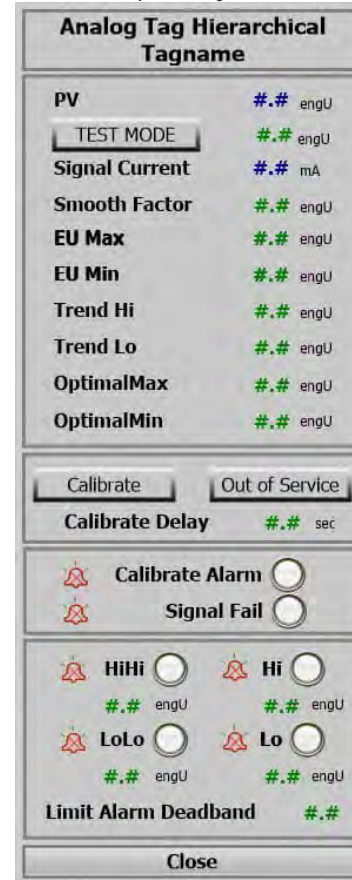 Analog Tag Hierarchical
Tagname
PV #.# engU
TEST MODE #.# engU
Signal Current #.# mA
Smooth Factor #.# engU
EU Max #.# engU
EU Min #.# engU
Trend Hi #.# engU
Trend Lo #.# engU
OptimalMax #.# engU
OptimalMin #.# engU
Calibrate Out of Service
Calibrate Delay #.# sec
Calibrate Alarm
Signal Fail
HiHi Hi
#.# engU #.# engU
LoLo Lo
#.# engU #.# engU
Limit Alarm Deadband #.#
Close